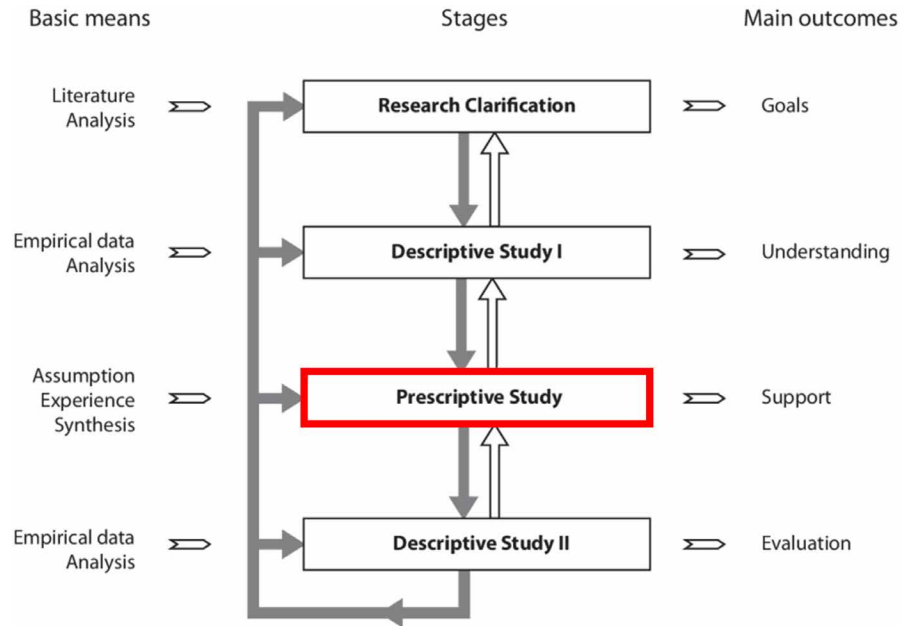 Basic means
Stages
Main outcomes
Literature
Analysis
Research Clarification
Goals
Empirical data
Analysis
Descriptive Study I
Understanding
Assumption
Experience
Synthesis
Prescriptive Study
Support
Empirical data
Analysis
Descriptive Study II
Evaluation